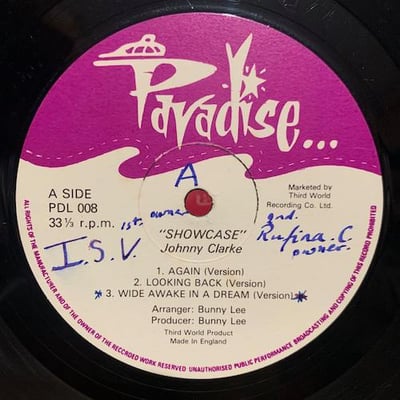 Paradise...
A
A SIDE
PDL 008
33⅓ r.p.m.
1st. owner
I.S.V.
Marketed by
Third World
Recording Co. Ltd.
2nd.
Rufina. C.
owner.
"SHOWCASE"
Johnny Clarke
1. AGAIN (Version)
2. LOOKING BACK (Version)
*3. WIDE AWAKE IN A DREAM (Version)*
Arranger: Bunny Lee
Producer: Bunny Lee
Third World Product
Made in England
ALL RIGHTS OF THE MANUFACTURER AND OF THE OWNER OF THE RECORDED WORK RESERVED UNAUTHORISED PUBLIC PERFORMANCE BROADCASTING AND COPYING OF THIS RECORD PROHIBITED